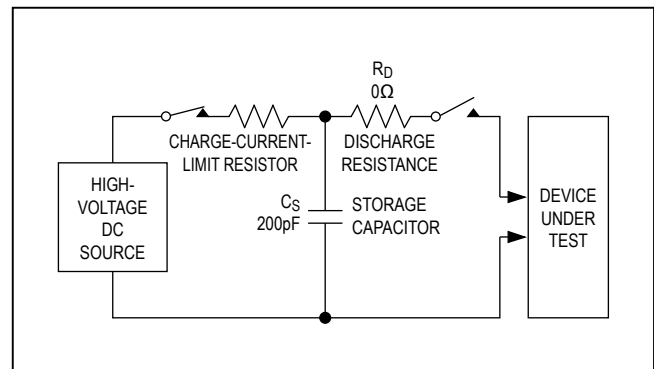 R_D
0Ω
CHARGE-CURRENT-
LIMIT RESISTOR
DISCHARGE
RESISTANCE
HIGH-
VOLTAGE
DC
SOURCE
C_S
200pF
STORAGE
CAPACITOR
DEVICE
UNDER
TEST